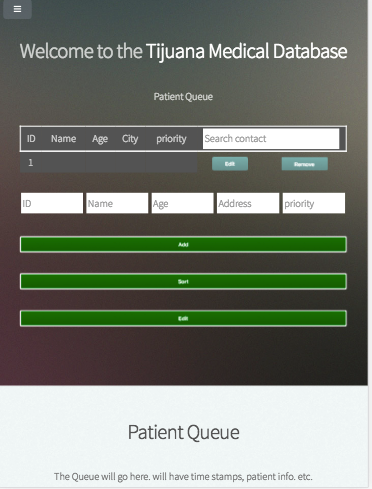 Welcome to the Tijuana Medical Database
Patient Queue
ID Name Age City priority Search contact
1 Edit Remove
ID Name Age Address priority
Add
Sort
Edit
Patient Queue
The Queue will go here. will have time stamps, patient info. etc.